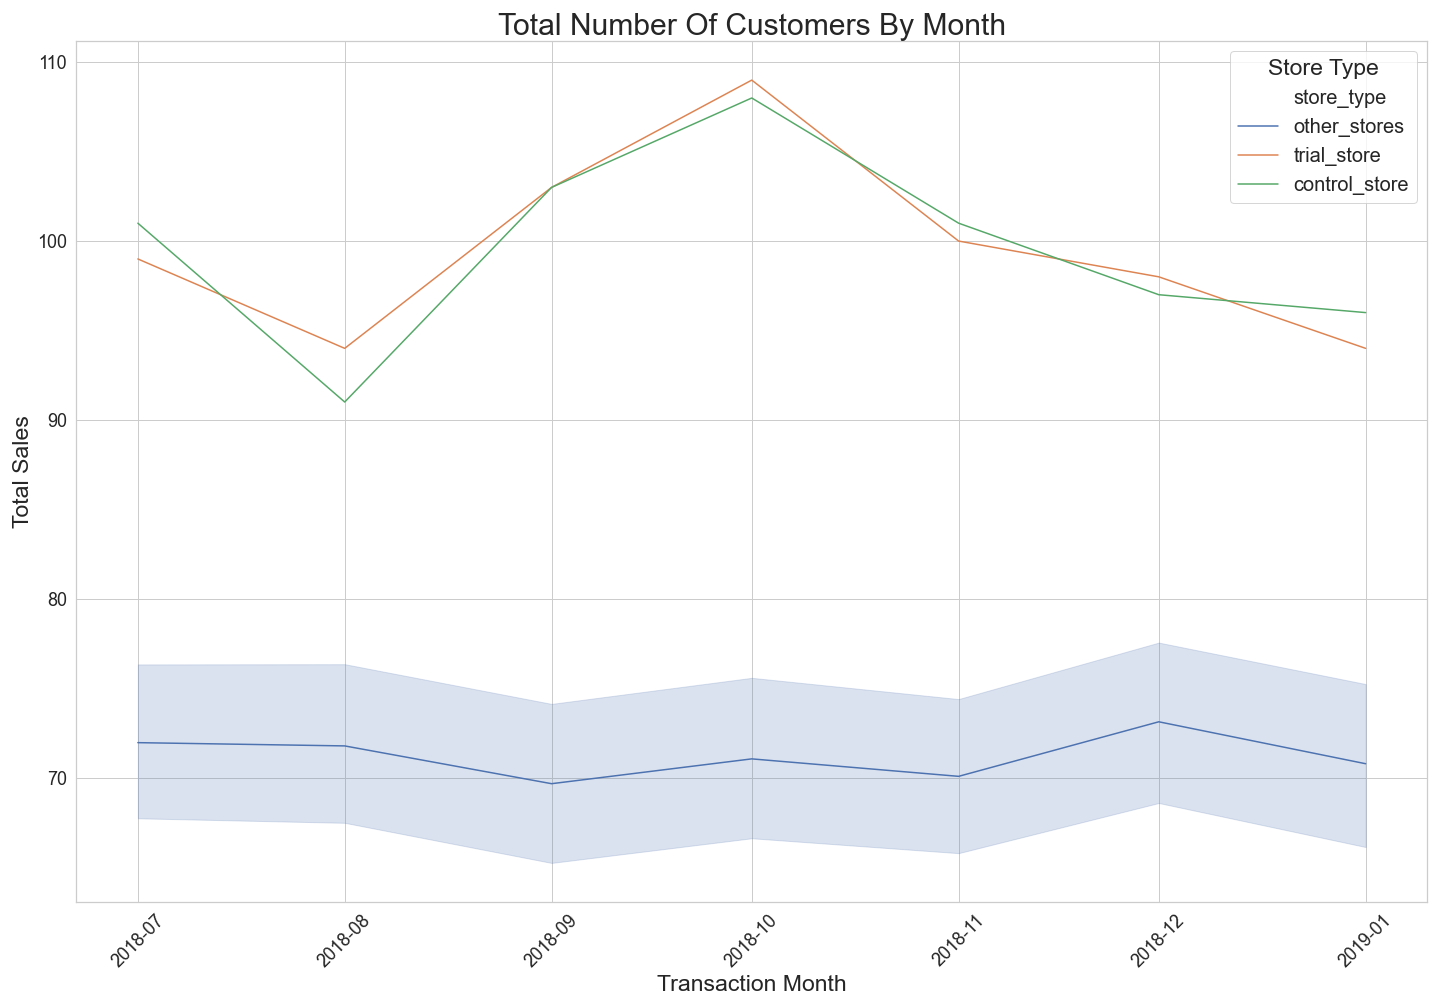 Total Number Of Customers By Month
Store Type
store_type
other_stores
trial_store
control_store
110
100
90
80
70
Total Sales
2018-07
2018-08
2018-09
2018-10
2018-11
2018-12
2019-01
Transaction Month